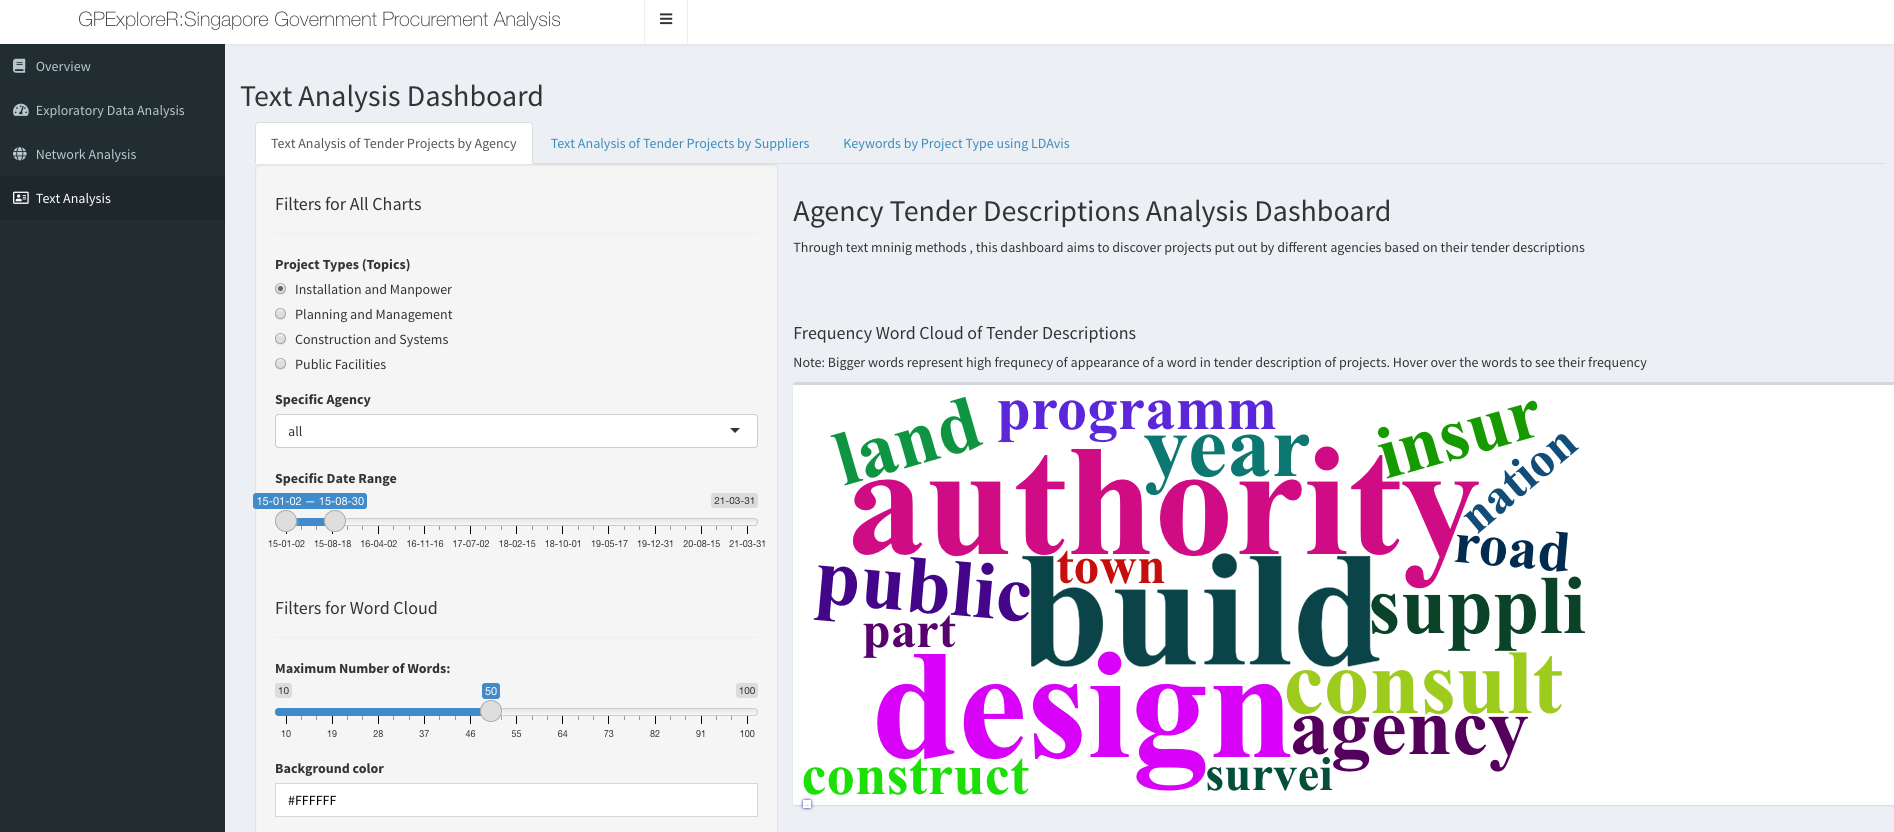 GPExploreR:Singapore Government Procurement Analysis
Overview
Exploratory Data Analysis
Network Analysis
Text Analysis
Text Analysis Dashboard
Text Analysis of Tender Projects by Agency
Text Analysis of Tender Projects by Suppliers
Keywords by Project Type using LDAvis
Filters for All Charts
Project Types (Topics)
Installation and Manpower
Planning and Management
Construction and Systems
Public Facilities
Specific Agency
all
Specific Date Range
15-01-02 — 15-08-30
21-03-31
15-01-02 15-08-18 16-04-02 16-11-16 17-07-02 18-02-15 18-10-01 19-05-17 19-12-31 20-08-15 21-03-31
Filters for Word Cloud
Maximum Number of Words:
10 50 100
10 19 28 37 46 55 64 73 82 91 100
Background color
#FFFFFF
Agency Tender Descriptions Analysis Dashboard
Through text mninig methods , this dashboard aims to discover projects put out by different agencies based on their tender descriptions
Frequency Word Cloud of Tender Descriptions
Note: Bigger words represent high frequnecy of appearance of a word in tender description of projects. Hover over the words to see their frequency
land
programm
year
insur
nation
authority
road
public
town
build
suppli
part
design
consult
agency
construct
survei